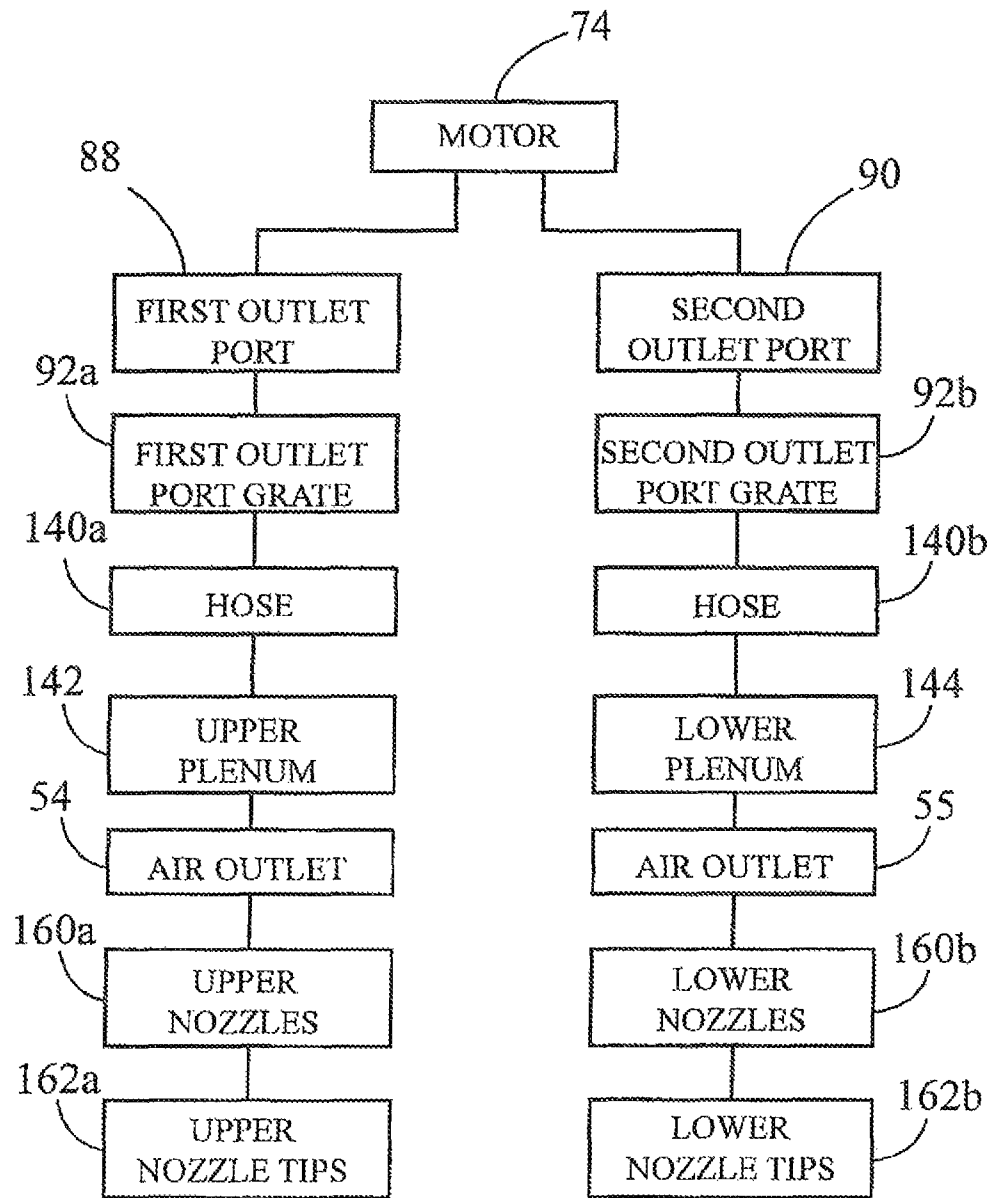 74
MOTOR
88
90
FIRST OUTLET
PORT
SECOND
OUTLET PORT
92a
92b
FIRST OUTLET
PORT GRATE
SECOND OUTLET
PORT GRATE
140a
140b
HOSE
HOSE
142
144
UPPER
PLENUM
LOWER
PLENUM
54
55
AIR OUTLET
AIR OUTLET
160a
160b
UPPER
NOZZLES
LOWER
NOZZLES
162a
162b
UPPER
NOZZLE TIPS
LOWER
NOZZLE TIPS